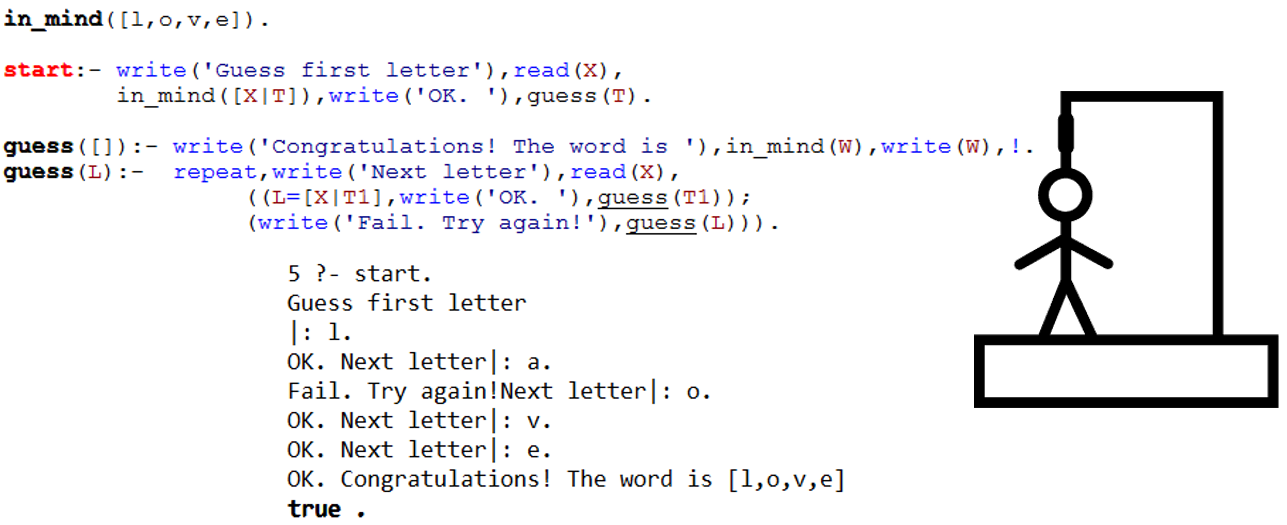 in_mind([l,o,v,e]).
start:- write('Guess first letter'),read(X),
in_mind([X|T]),write('OK. '),guess(T).
guess([]):- write('Congratulations! The word is '),in_mind(W),write(W),!.
guess(L):- repeat,write('Next letter'),read(X),
((L=[X|T1],write('OK. '),guess(T1));
(write('Fail. Try again!'),guess(L))).
5 ?- start.
Guess first letter
|: l.
OK. Next letter|: a.
Fail. Try again!Next letter|: o.
OK. Next letter|: v.
OK. Next letter|: e.
OK. Congratulations! The word is [l,o,v,e]
true .